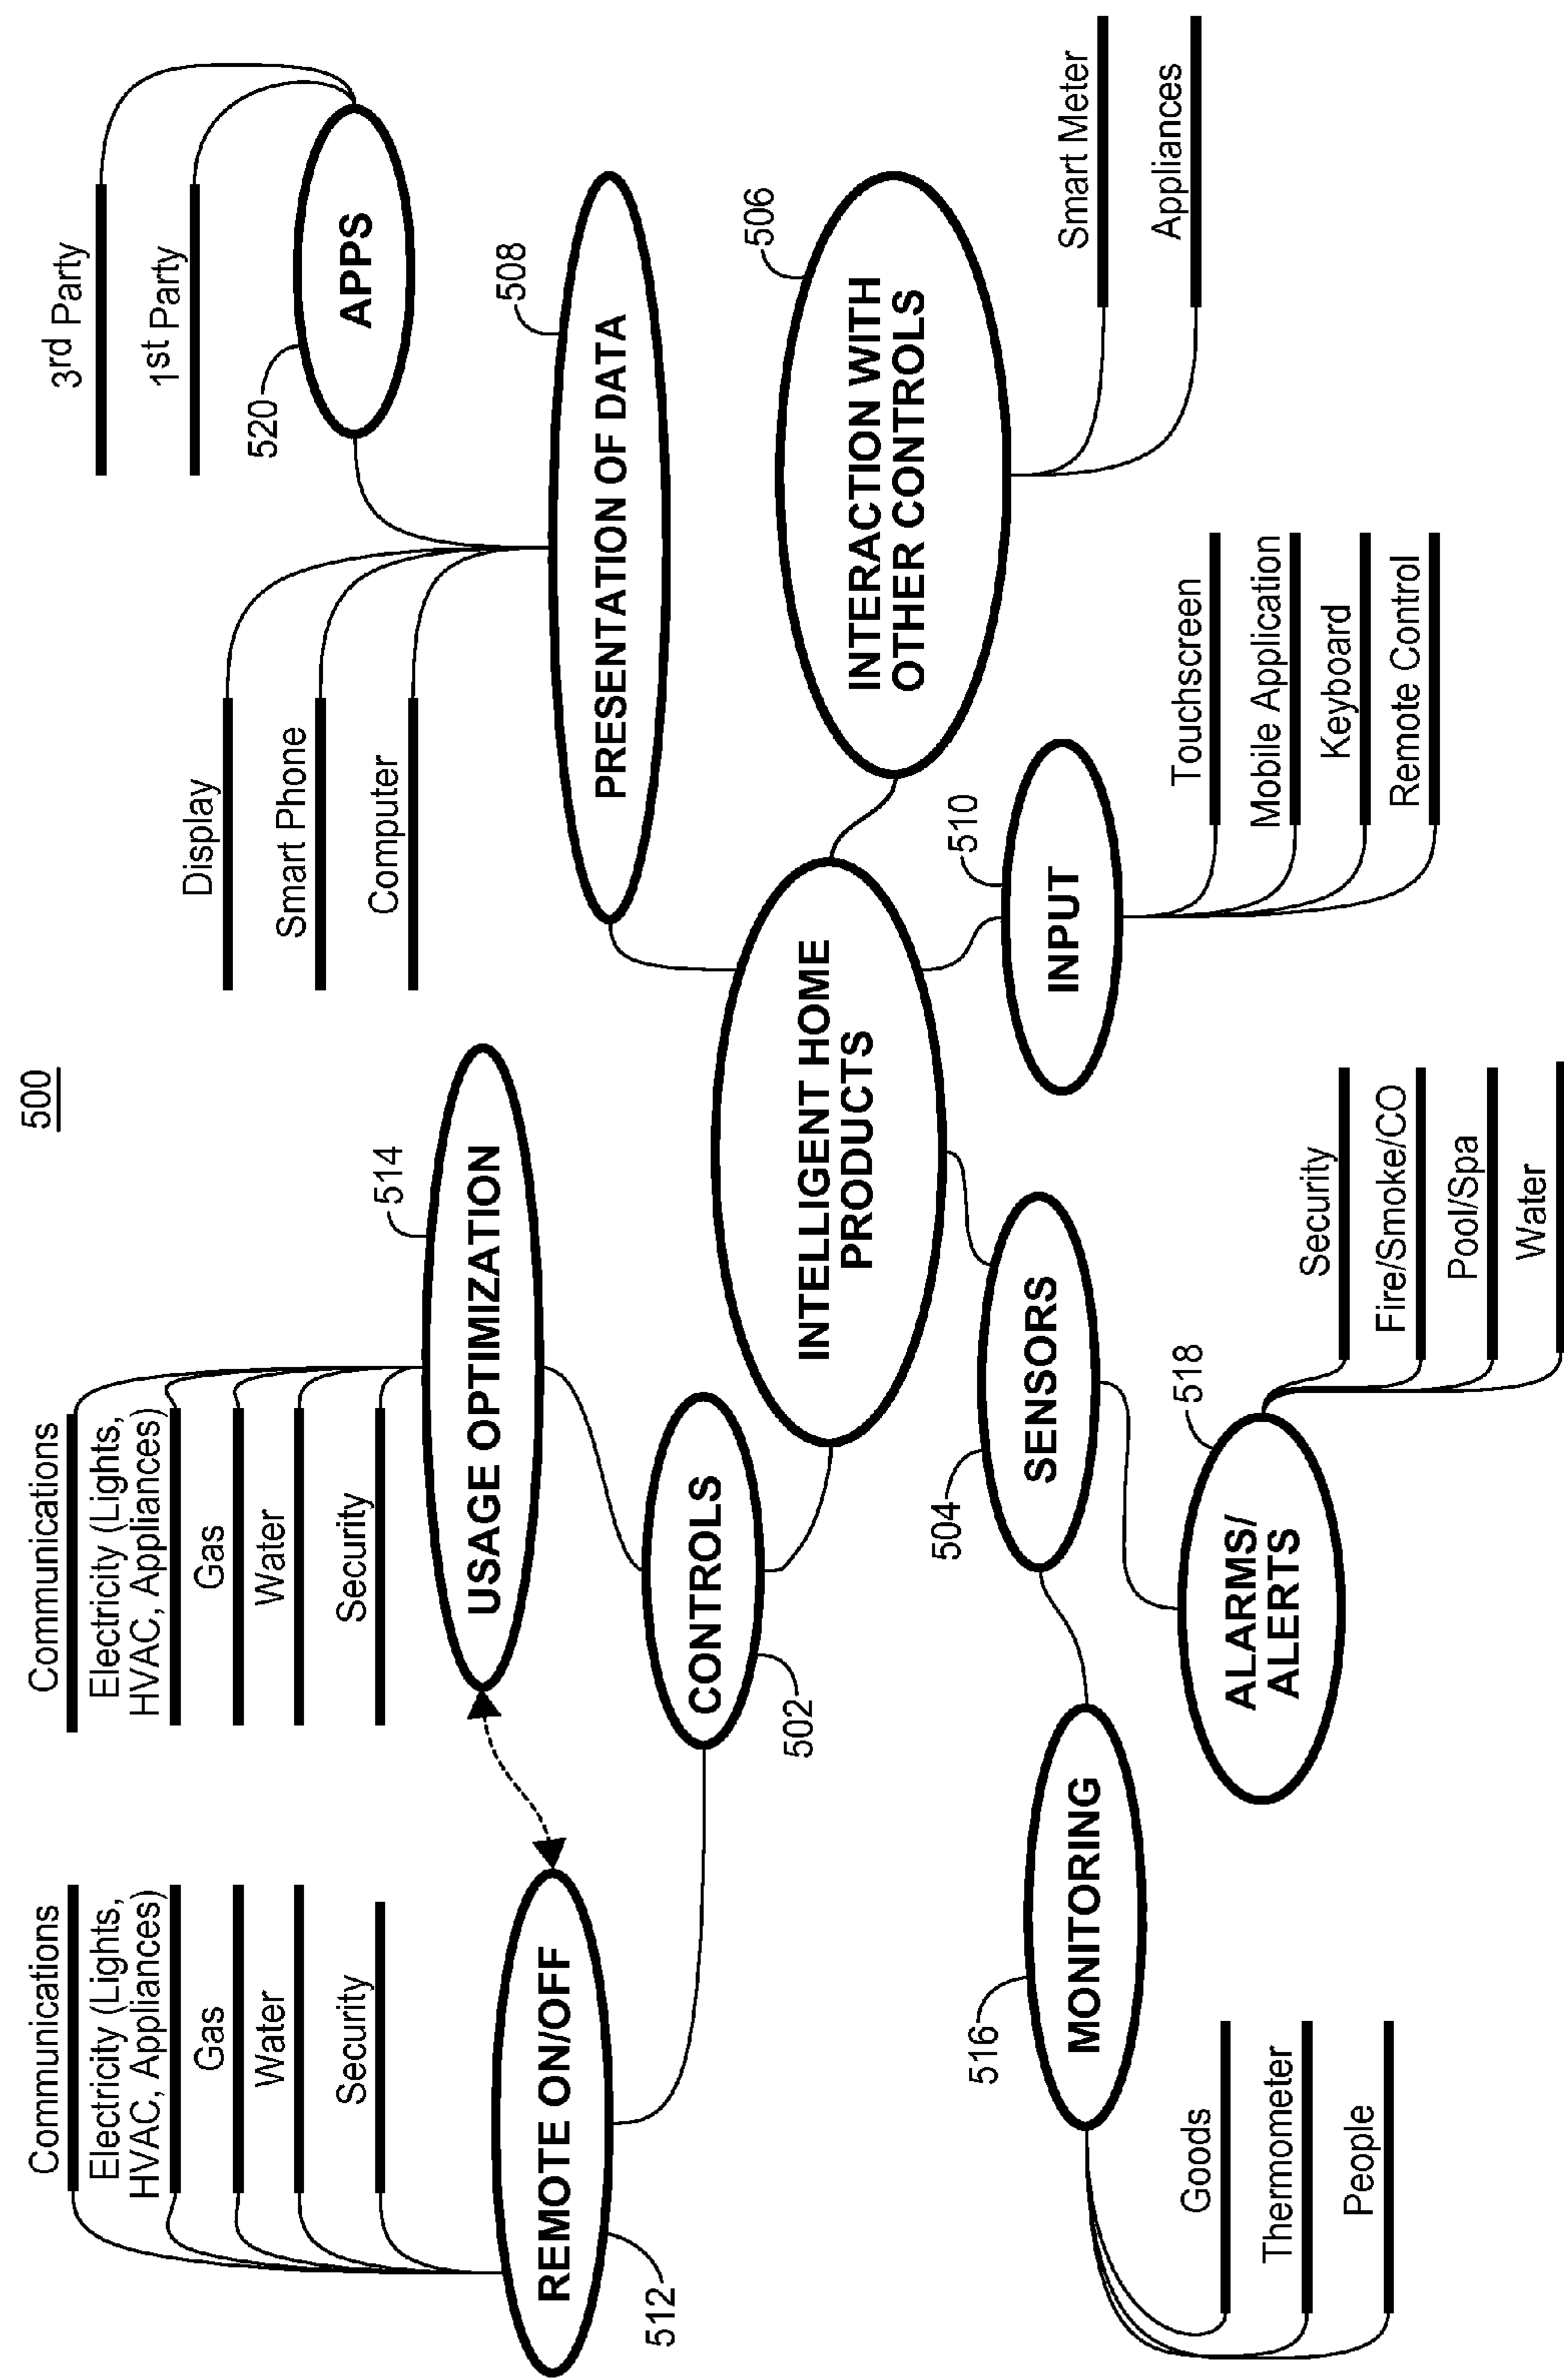 500
Communications
Electricity (Lights,
HVAC, Appliances)
Gas
Water
Security
REMOTE ON/OFF
512
Communications
Electricity (Lights,
HVAC, Appliances)
Gas
Water
Security
514
USAGE OPTIMIZATION
CONTROLS
502
Display
Smart Phone
Computer
3rd Party
1st Party
520
APPS
508
PRESENTATION OF DATA
INTELLIGENT HOME
PRODUCTS
506
INTERACTION WITH
OTHER CONTROLS
Smart Meter
Appliances
510
INPUT
Touchscreen
Mobile Application
Keyboard
Remote Control
504
SENSORS
516
MONITORING
Goods
Thermometer
People
518
ALARMS/
ALERTS
Security
Fire/Smoke/CO
Pool/Spa
Water